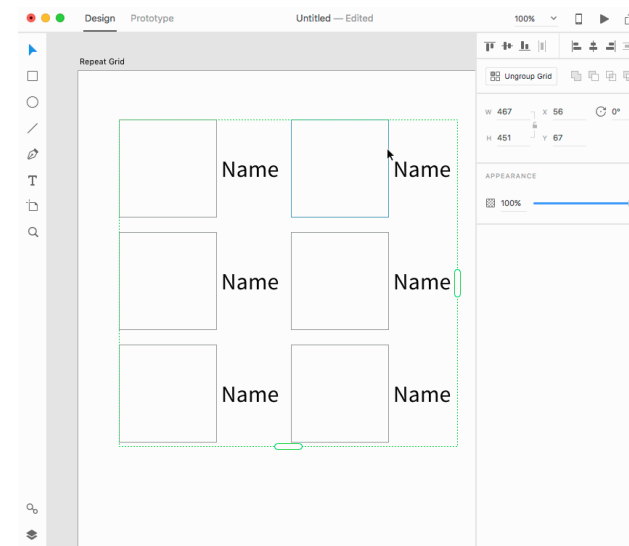 Design Prototype Untitled — Edited 100%
Repeat Grid
Ungroup Grid
W 467 X 56 0°
H 451 Y 67
APPEARANCE
100%
Name Name
Name Name
Name Name
T